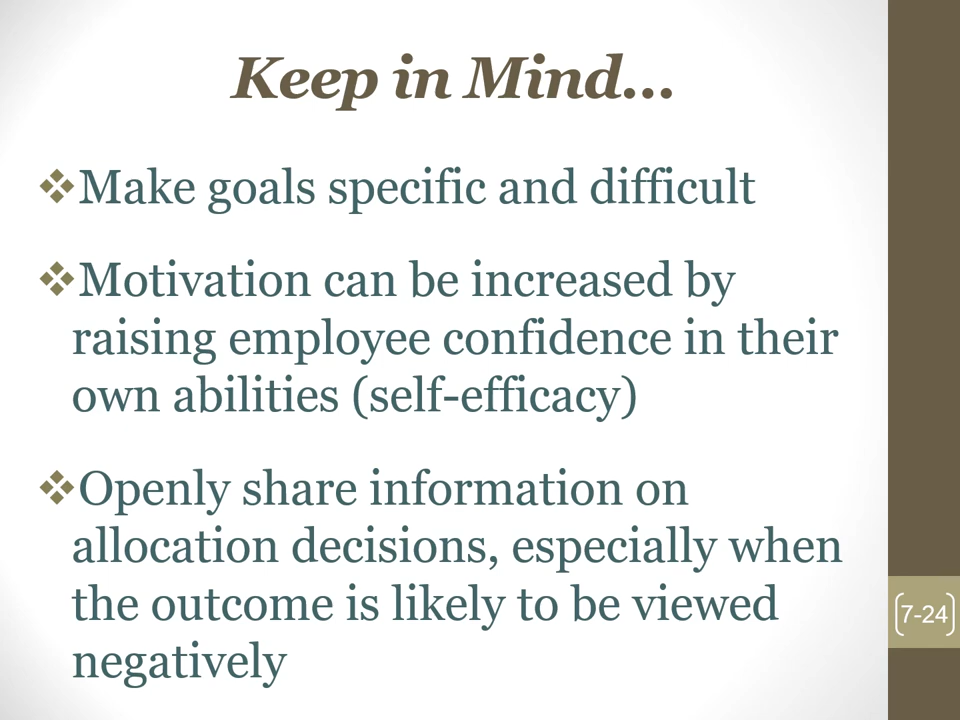 Keep in Mind…
❖Make goals specific and difficult
❖Motivation can be increased by
raising employee confidence in their
own abilities (self-efficacy)
❖Openly share information on
allocation decisions, especially when
the outcome is likely to be viewed
negatively
7-24